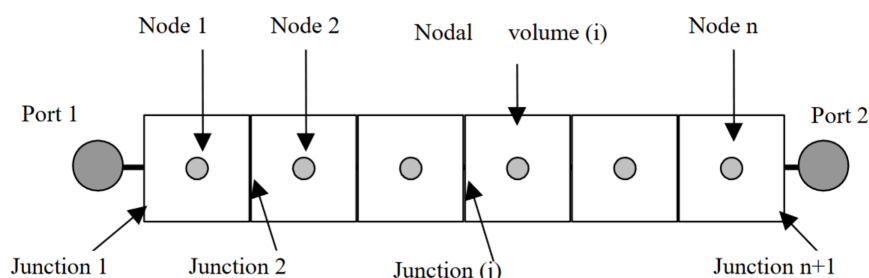 Node 1
Node 2
Nodal volume (i)
Node n
Port 1
Port 2
Junction 1
Junction 2
Junction (i)
Junction n+1